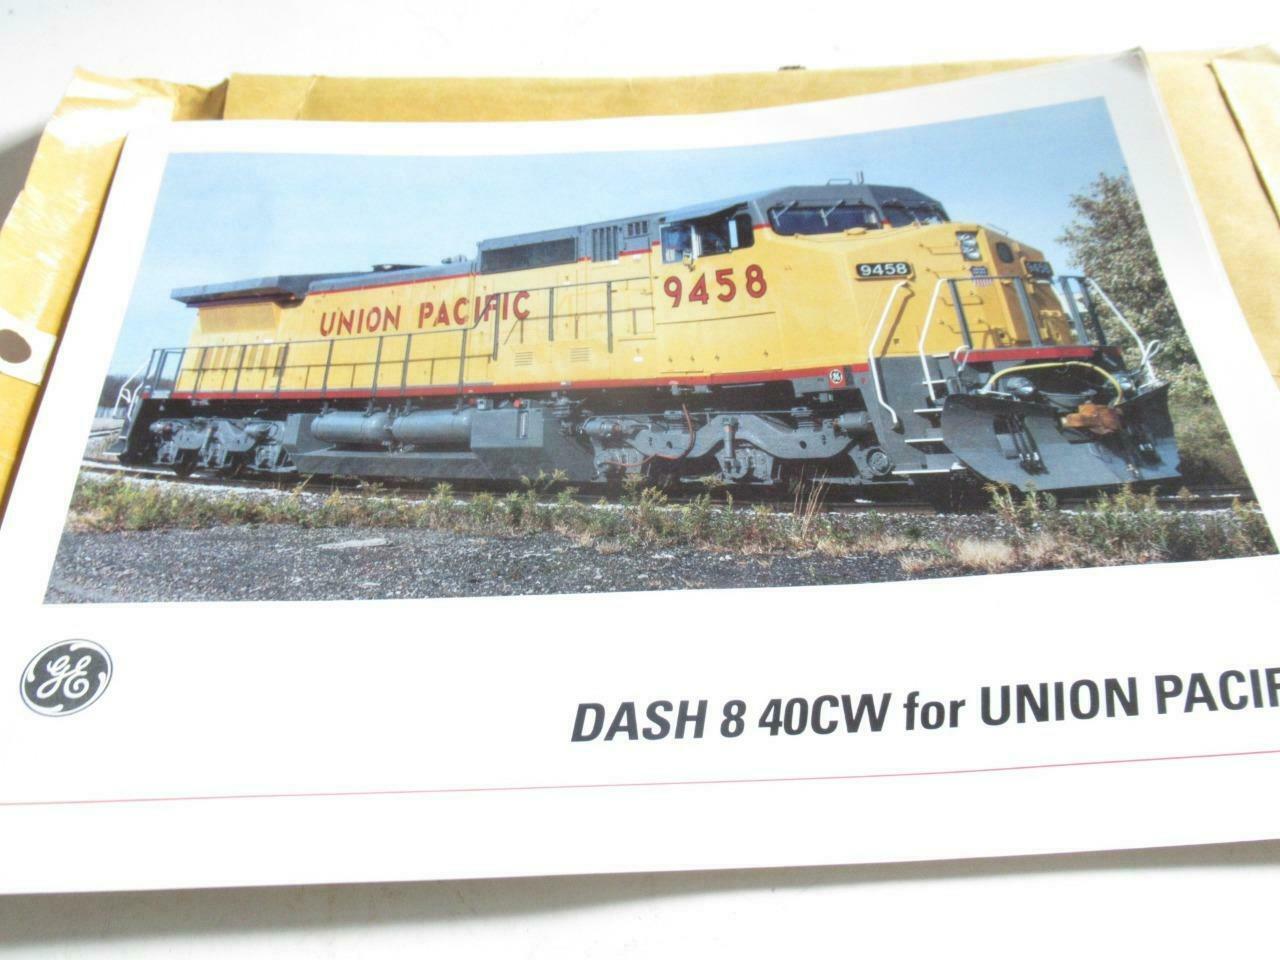 UNION PACIFIC
9458
9458
GE
DASH 8 40CW for UNION PACIF